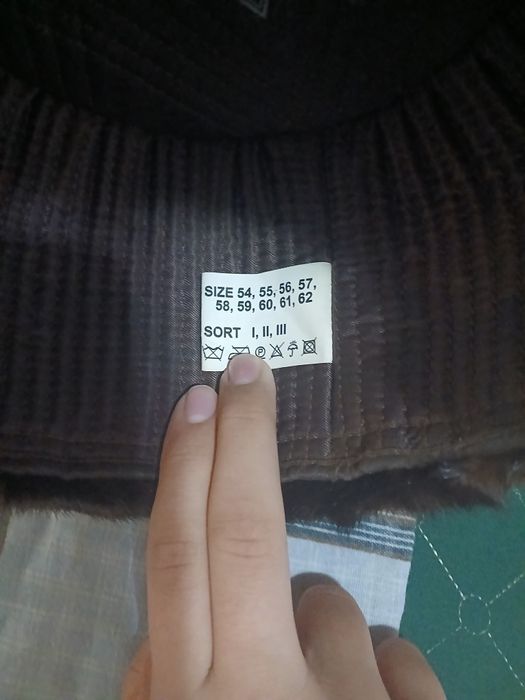 SIZE 54, 55, 56, 57,
58, 59, 60, 61, 62
SORT I, II, III
P